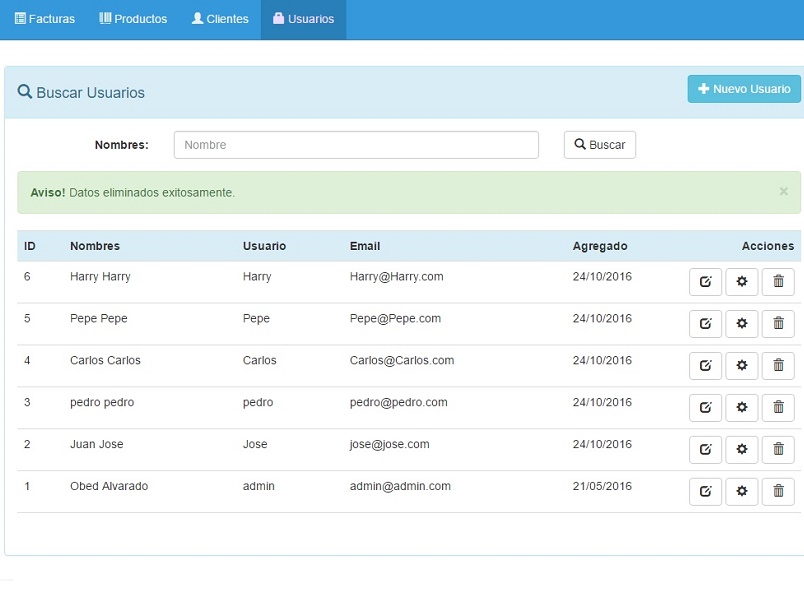 Facturas Productos Clientes Usuarios
Buscar Usuarios
Nuevo Usuario
Nombres: Nombre Buscar
Aviso! Datos eliminados exitosamente. ×
ID Nombres Usuario Email Agregado Acciones
6 Harry Harry Harry Harry@Harry.com 24/10/2016
5 Pepe Pepe Pepe Pepe@Pepe.com 24/10/2016
4 Carlos Carlos Carlos Carlos@Carlos.com 24/10/2016
3 pedro pedro pedro pedro@pedro.com 24/10/2016
2 Juan Jose Jose jose@jose.com 24/10/2016
1 Obed Alvarado admin admin@admin.com 21/05/2016